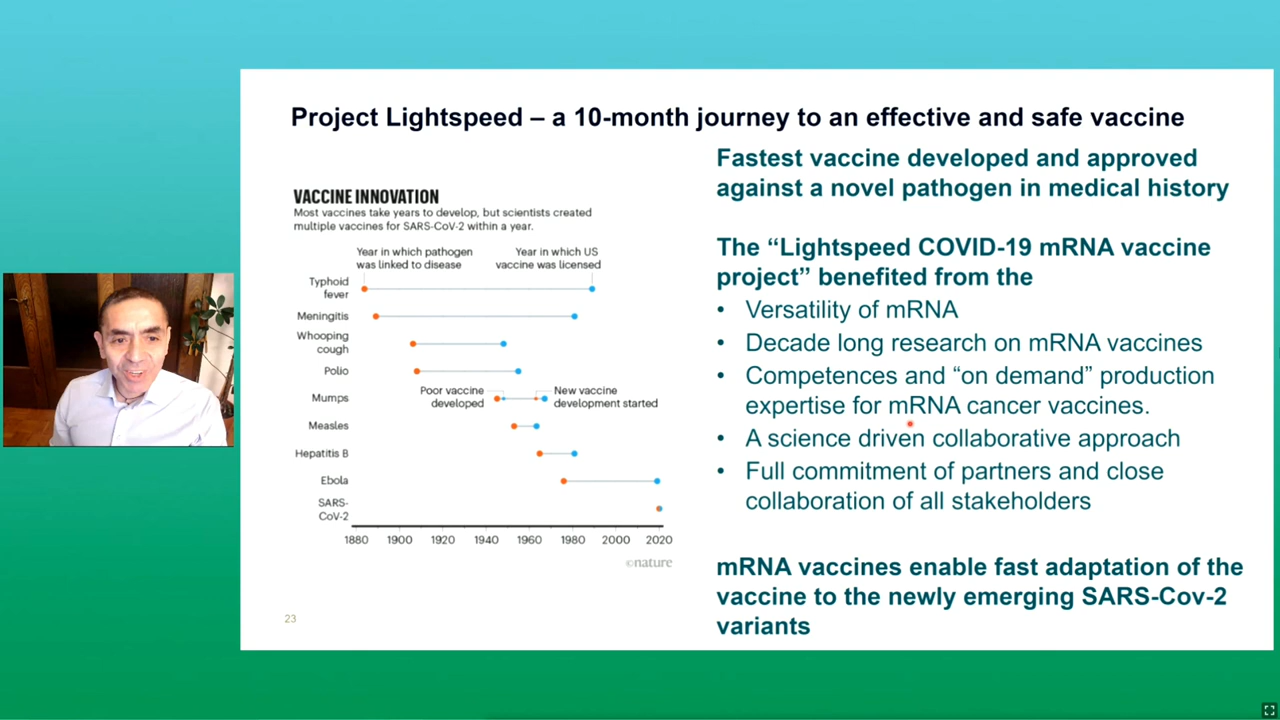 Project Lightspeed – a 10-month journey to an effective and safe vaccine
VACCINE INNOVATION
Most vaccines take years to develop, but scientists created
multiple vaccines for SARS-CoV-2 within a year.
Year in which pathogen
was linked to disease
Year in which US
vaccine was licensed
Typhoid
fever
Meningitis
Whooping
cough
Polio
Mumps
Poor vaccine
developed
New vaccine
development started
Measles
Hepatitis B
Ebola
SARS-
CoV-2
1880 1900 1920 1940 1960 1980 2000 2020
©nature
23
Fastest vaccine developed and approved
against a novel pathogen in medical history
The “Lightspeed COVID-19 mRNA vaccine
project” benefited from the
• Versatility of mRNA
• Decade long research on mRNA vaccines
• Competences and “on demand” production
expertise for mRNA cancer vaccines.
• A science driven collaborative approach
• Full commitment of partners and close
collaboration of all stakeholders
mRNA vaccines enable fast adaptation of the
vaccine to the newly emerging SARS-Cov-2
variants